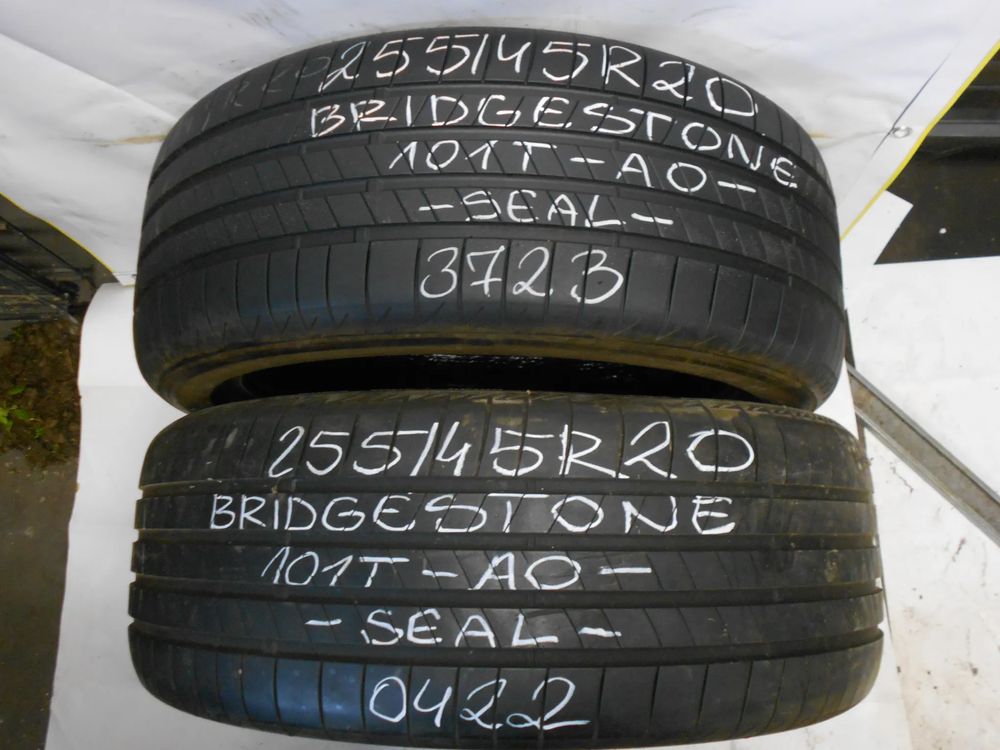 255/45R20
BRIDGESTONE
101T-AO-
-SEAL-
3723
255/45R20
BRIDGESTONE
101T-AO-
-SEAL-
0422